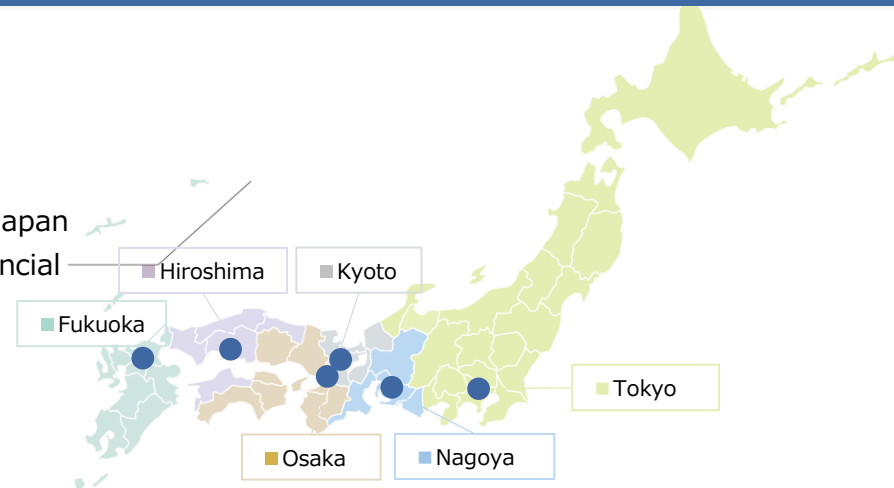 apan
ncial
Hiroshima
Kyoto
Fukuoka
Tokyo
Osaka
Nagoya